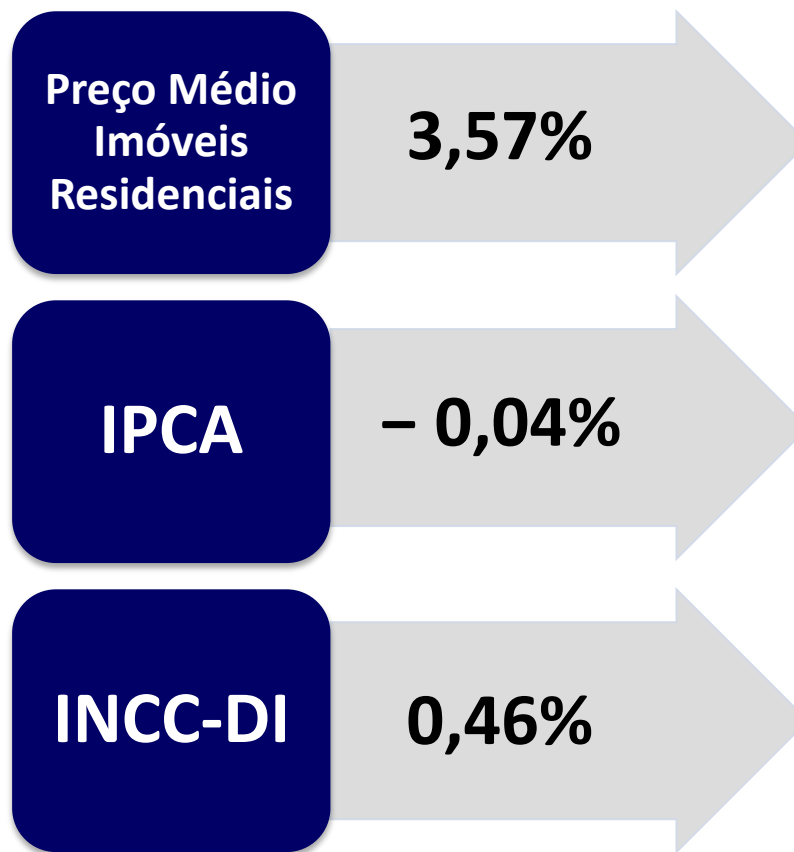 Preço Médio
Imóveis
Residenciais
3,57%
IPCA
− 0,04%
INCC-DI
0,46%